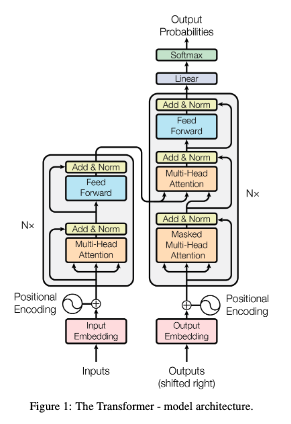 Output
Probabilities
Softmax
Linear
Add & Norm
Feed
Forward
Add & Norm
Multi-Head
Attention
Add & Norm
Masked
Multi-Head
Attention
N×
Add & Norm
Feed
Forward
Add & Norm
Multi-Head
Attention
N×
Positional
Encoding
Positional
Encoding
Input
Embedding
Output
Embedding
Inputs
Outputs
(shifted right)
Figure 1: The Transformer - model architecture.